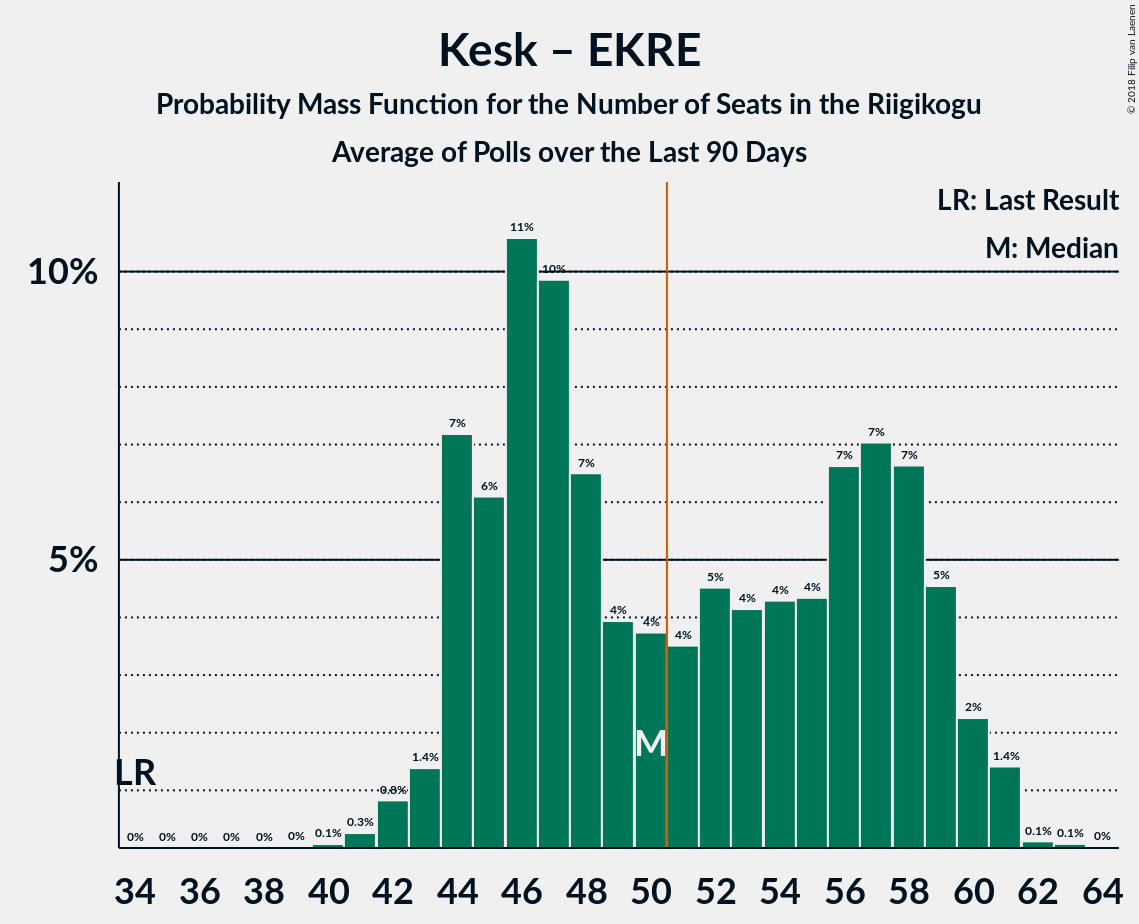 Kesk – EKRE
Probability Mass Function for the Number of Seats in the Riigikogu
Average of Polls over the Last 90 Days
© 2018 Filip van Laenen
LR: Last Result
M: Median
10%
5%
LR
M
0% 0% 0% 0% 0% 0% 0.1% 0.3% 0.8% 1.4% 7% 6% 11% 10% 7% 4% 4% 4% 5% 4% 4% 4% 7% 7% 7% 5% 2% 1.4% 0.1% 0.1% 0%
34 36 38 40 42 44 46 48 50 52 54 56 58 60 62 64